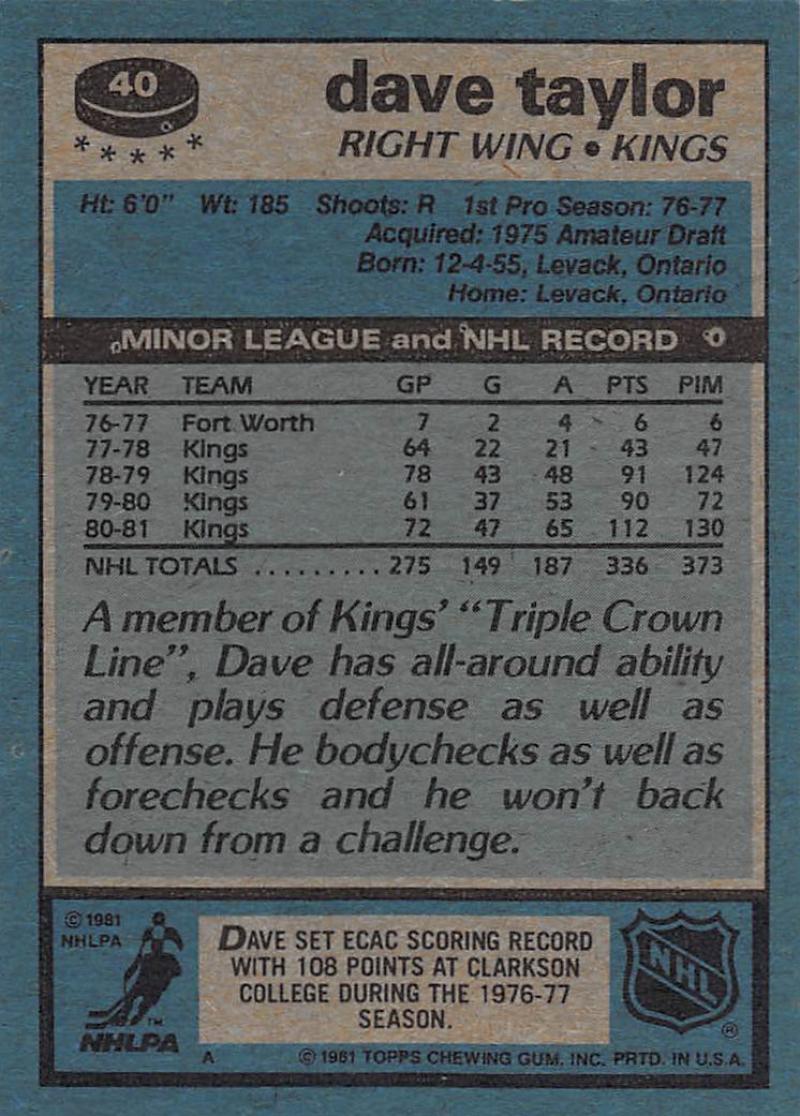 40
* * * * *
dave taylor
RIGHT WING • KINGS
Ht: 6'0" Wt: 185 Shoots: R 1st Pro Season: 76-77
Acquired: 1975 Amateur Draft
Born: 12-4-55, Levack, Ontario
Home: Levack, Ontario
MINOR LEAGUE and NHL RECORD
YEAR TEAM GP G A PTS PIM
76-77 Fort Worth 7 2 4 6 6
77-78 Kings 64 22 21 43 47
78-79 Kings 78 43 48 91 124
79-80 Kings 61 37 53 90 72
80-81 Kings 72 47 65 112 130
NHL TOTALS .......... 275 149 187 336 373
A member of Kings' "Triple Crown
Line", Dave has all-around ability
and plays defense as well as
offense. He bodychecks as well as
forechecks and he won't back
down from a challenge.
© 1981
NHLPA
TM
NHLPA
DAVE SET ECAC SCORING RECORD
WITH 108 POINTS AT CLARKSON
COLLEGE DURING THE 1976-77
SEASON.
NHL
®
A © 1981 TOPPS CHEWING GUM, INC. PRTD. IN U.S.A.